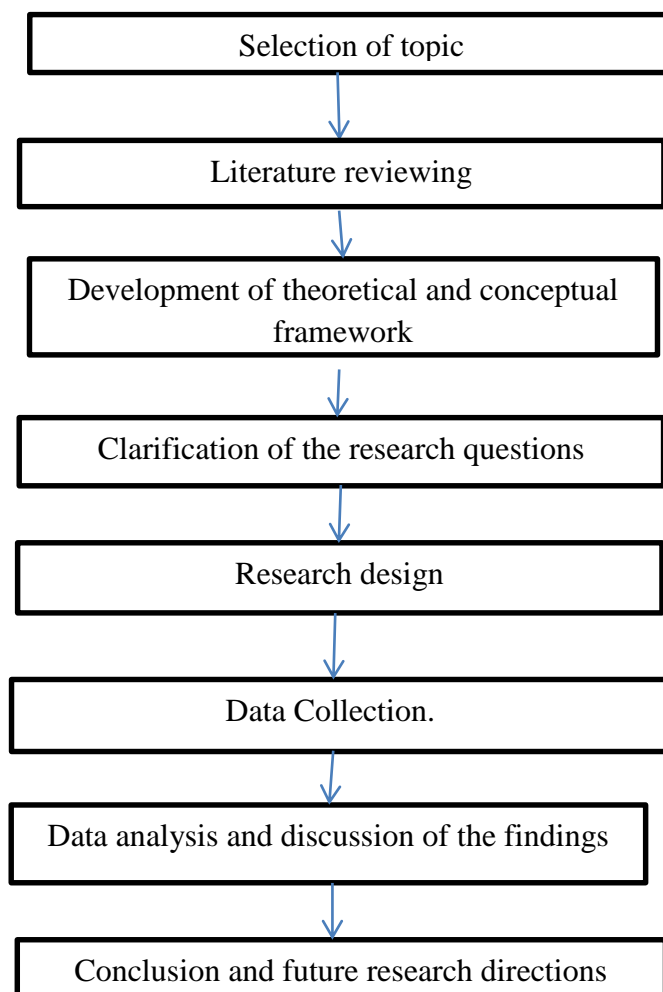 Selection of topic
Literature reviewing
Development of theoretical and conceptual
framework
Clarification of the research questions
Research design
Data Collection.
Data analysis and discussion of the findings
Conclusion and future research directions